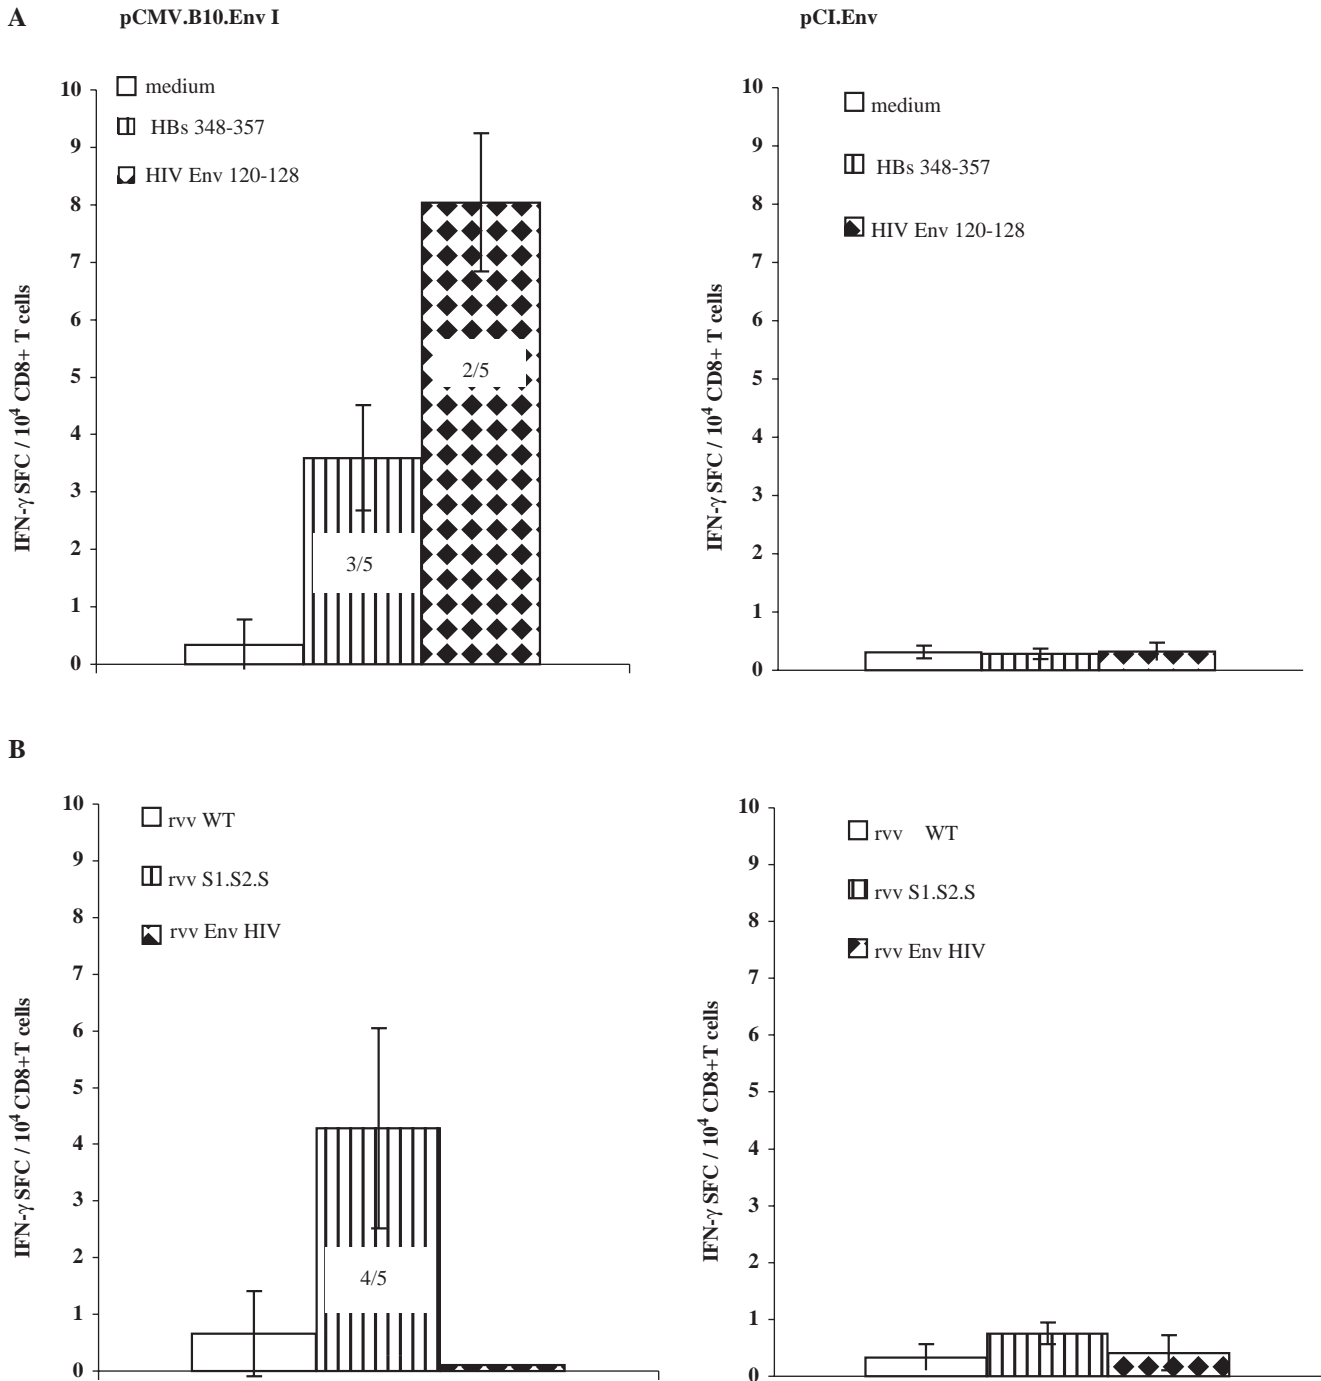 A
pCMV.B10.Env I
pCI.Env
IFN-γ SFC / 10⁴ CD8+ T cells
10
9
8
7
6
5
4
3
2
1
0
medium
HBs 348-357
HIV Env 120-128
3/5
2/5
IFN-γ SFC / 10⁴ CD8+ T cells
10
9
8
7
6
5
4
3
2
1
0
medium
HBs 348-357
HIV Env 120-128
B
IFN-γ SFC / 10⁴ CD8+T cells
10
9
8
7
6
5
4
3
2
1
0
rvv WT
rvv S1.S2.S
rvv Env HIV
4/5
IFN-γ SFC / 10⁴ CD8+T cells
10
9
8
7
6
5
4
3
2
1
0
rvv WT
rvv S1.S2.S
rvv Env HIV